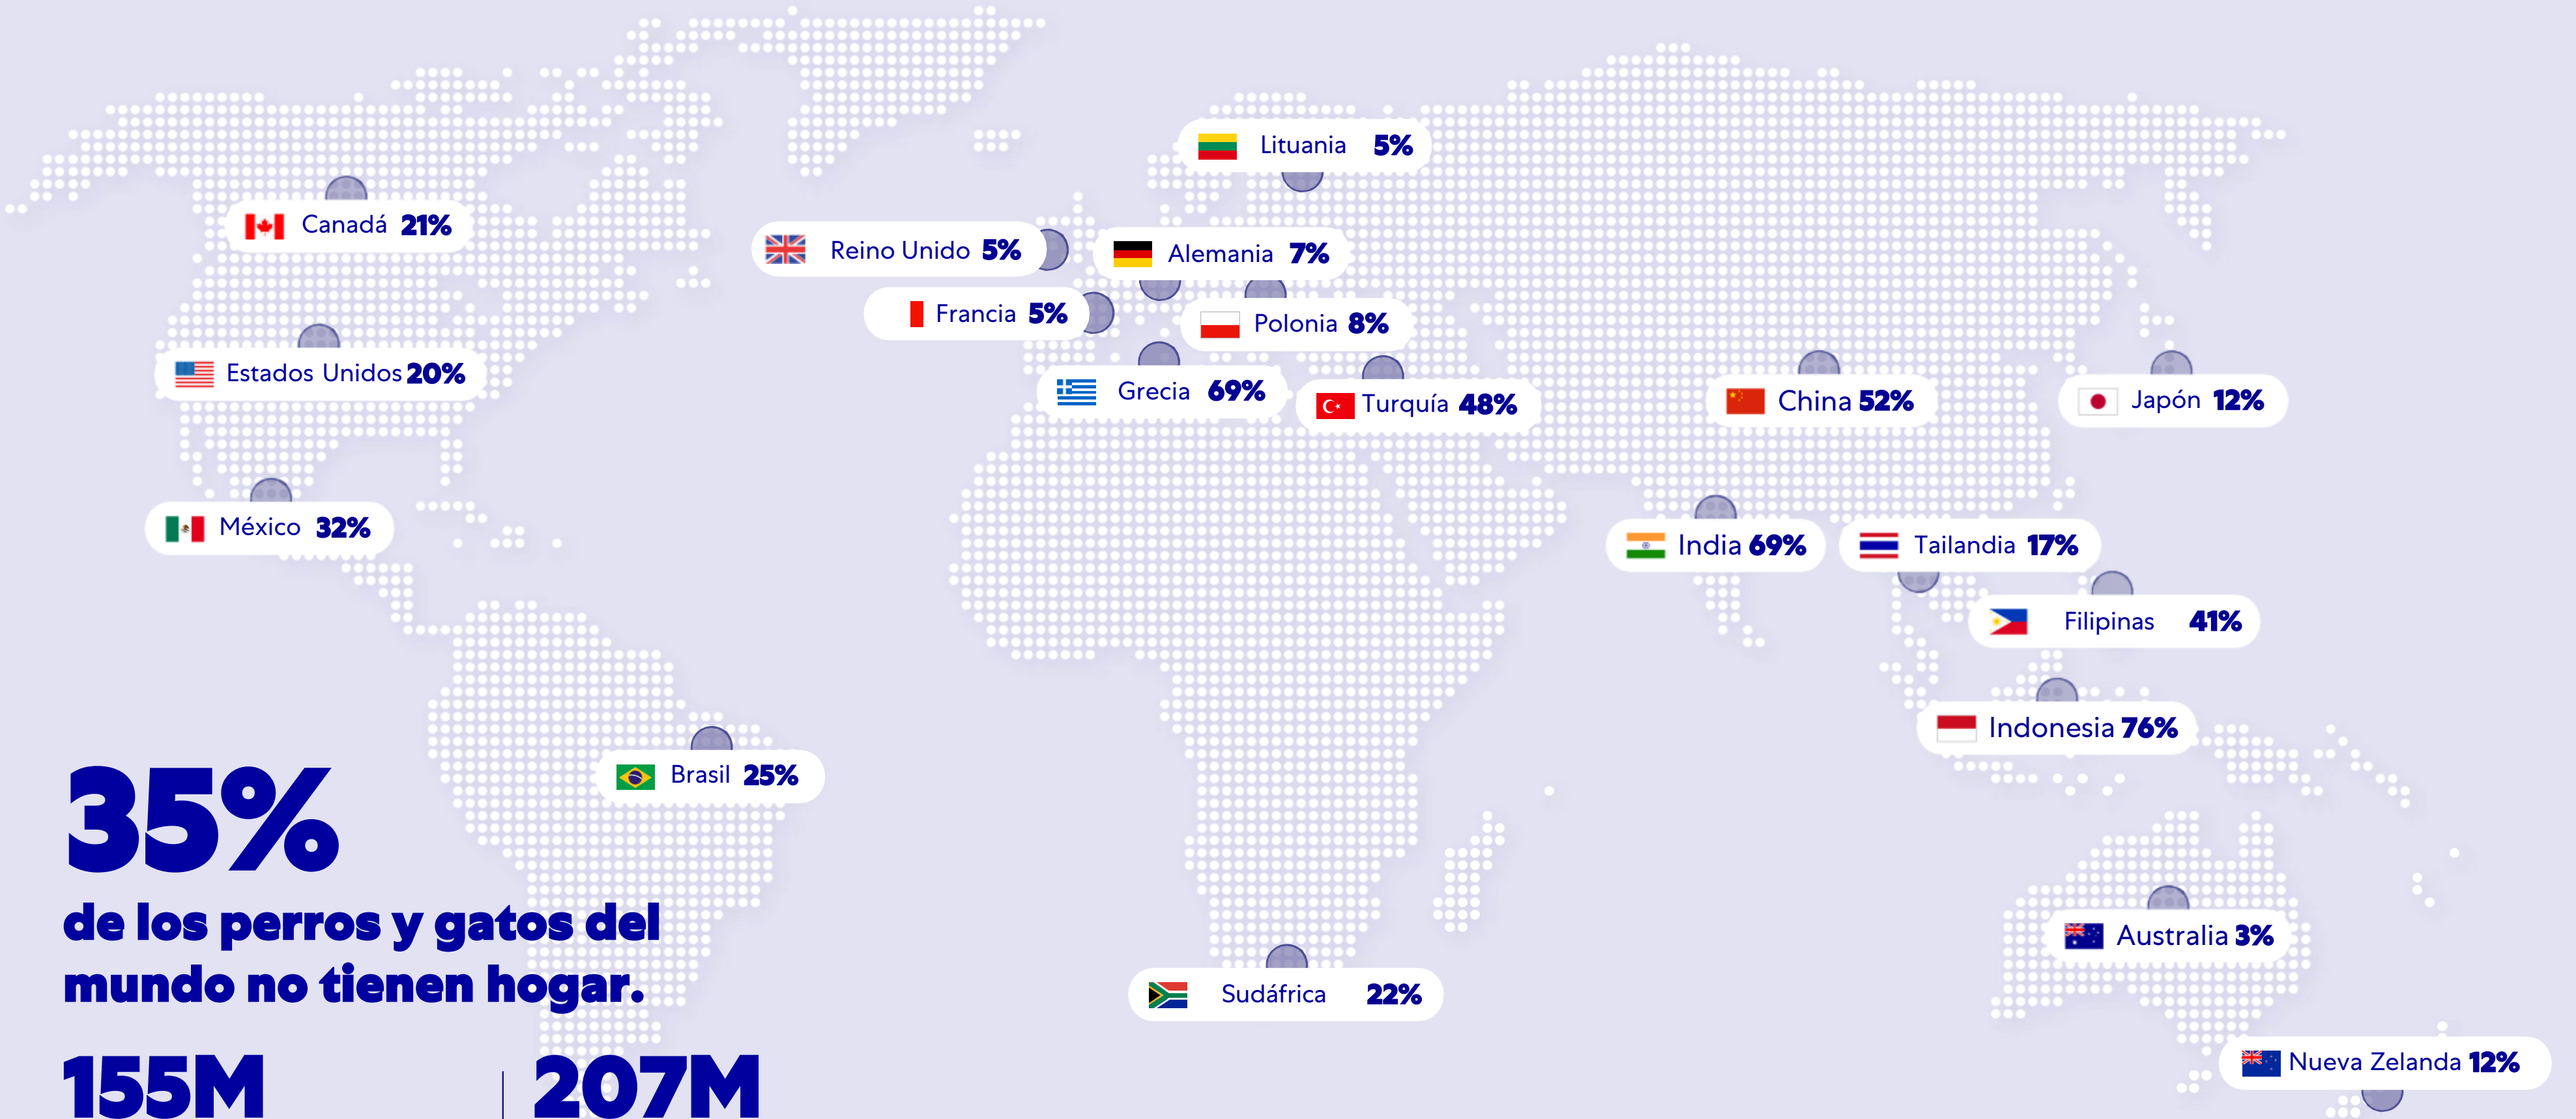 Lituania 5%
Canadá 21%
Reino Unido 5%
Alemania 7%
Francia 5%
Polonia 8%
Estados Unidos 20%
Grecia 69%
Turquía 48%
China 52%
Japón 12%
México 32%
India 69%
Tailandia 17%
Filipinas 41%
Indonesia 76%
Brasil 25%
Australia 3%
Sudáfrica 22%
Nueva Zelanda 12%
35%
de los perros y gatos del
mundo no tienen hogar.
155M
207M